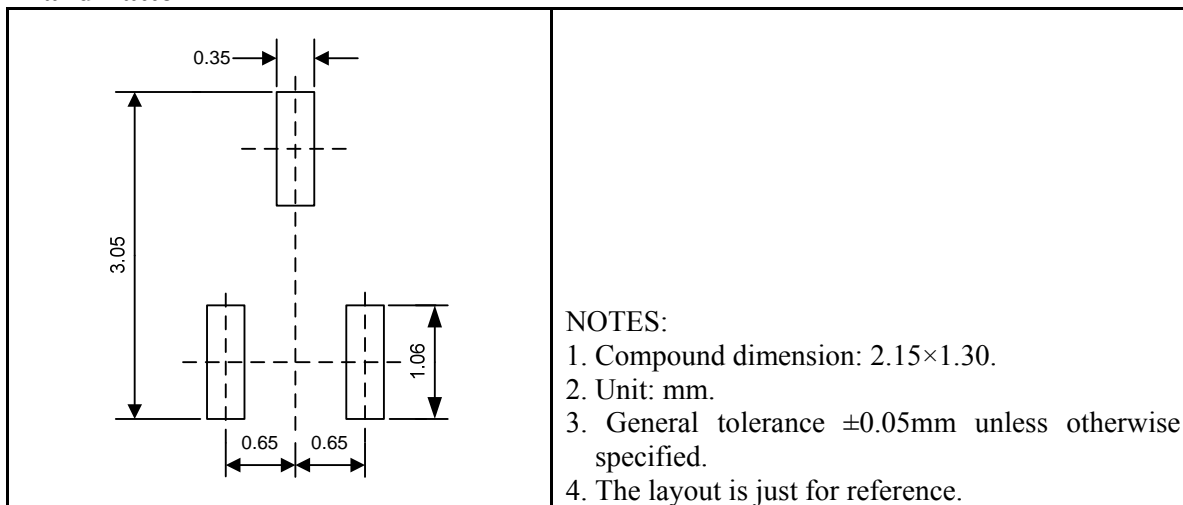 0.35
3.05
1.06
0.65 0.65
NOTES:
1. Compound dimension: 2.15×1.30.
2. Unit: mm.
3. General tolerance ±0.05mm unless otherwise
specified.
4. The layout is just for reference.